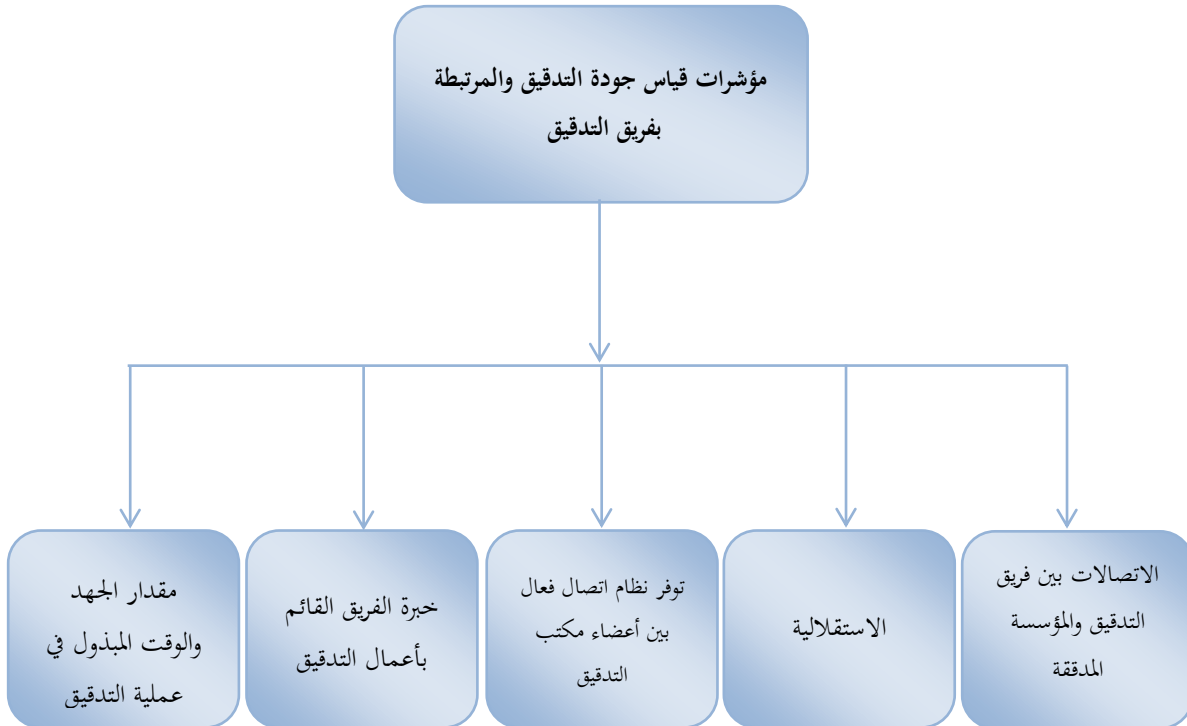 مؤشرات قياس جودة التدقيق والمرتبطة
بفريق التدقيق
الاتصالات بين فريق
التدقيق والمؤسسة
المدققة
الاستقلالية
توفر نظام اتصال فعال
بين أعضاء مكتب
التدقيق
خبرة الفريق القائم
بأعمال التدقيق
مقدار الجهد
والوقت المبذول في
عملية التدقيق